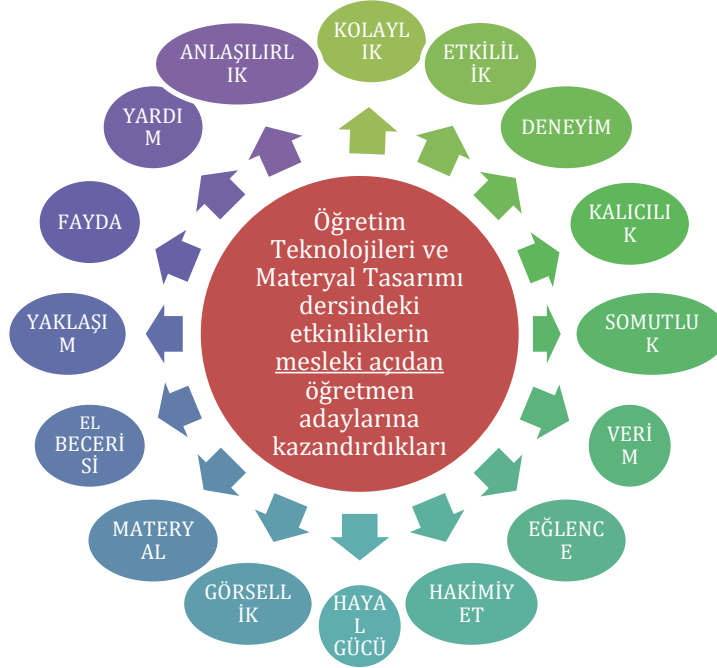 KOLAYL
IK
ETKİLİL
İK
DENEYİM
KALICILI
K
SOMUTLU
K
VERİ
M
EĞLENC
E
HAKİMİY
ET
HAYA
L
GÜCÜ
GÖRSELL
İK
MATERY
AL
EL
BECERİ
Sİ
YAKLAŞI
M
FAYDA
YARDI
M
ANLAŞILIRL
IK
Öğretim
Teknolojileri ve
Materyal Tasarımı
dersindeki
etkinliklerin
mesleki açıdan
öğretmen
adaylarına
kazandırdıkları